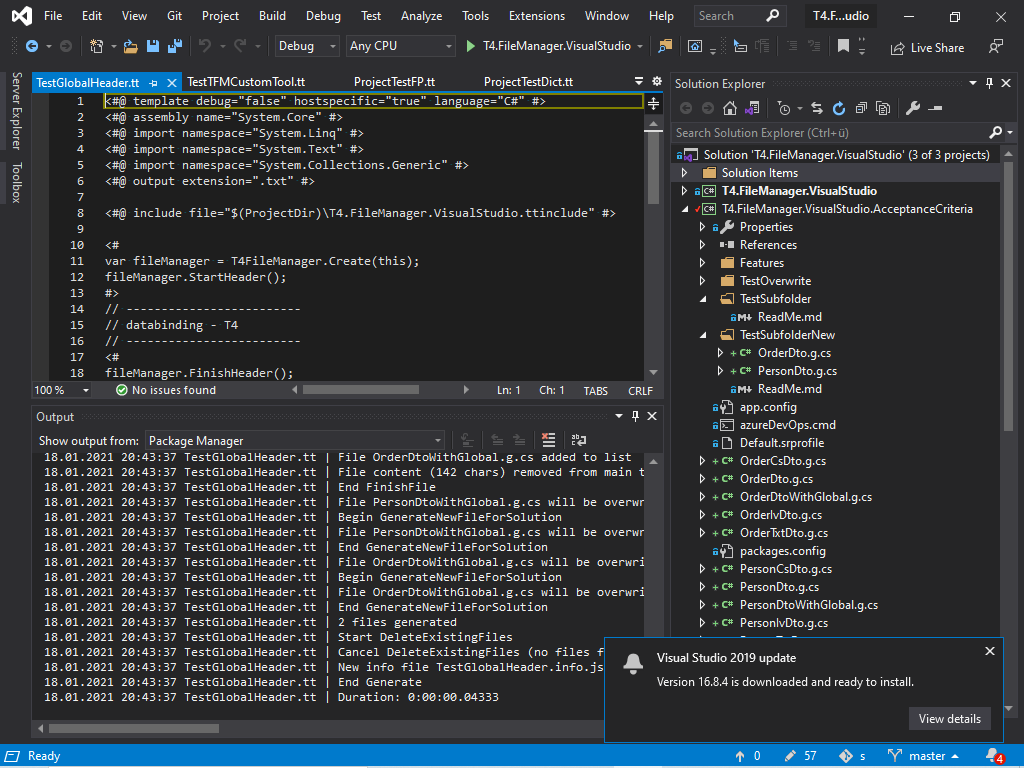 File Edit View Git Project Build Debug Test Analyze Tools Extensions Window Help Search T4.F...udio
Debug Any CPU T4.FileManager.VisualStudio Live Share
Server Explorer
Toolbox
TestGlobalHeader.tt TestTFMCustomTool.tt ProjectTestFP.tt ProjectTestDict.tt
1 <#@ template debug="false" hostspecific="true" language="C#" #>
2 <#@ assembly name="System.Core" #>
3 <#@ import namespace="System.Linq" #>
4 <#@ import namespace="System.Text" #>
5 <#@ import namespace="System.Collections.Generic" #>
6 <#@ output extension=".txt" #>
7
8 <#@ include file="$(ProjectDir)\T4.FileManager.VisualStudio.ttinclude" #>
9
10 <#
11 var fileManager = T4FileManager.Create(this);
12 fileManager.StartHeader();
13 #>
14 // -------------------------
15 // databinding - T4
16 // -------------------------
17 <#
18 fileManager.FinishHeader();
100 % No issues found Ln: 1 Ch: 1 TABS CRLF
Output
Show output from: Package Manager
18.01.2021 20:43:37 TestGlobalHeader.tt | File OrderDtoWithGlobal.g.cs added to list
18.01.2021 20:43:37 TestGlobalHeader.tt | File content (142 chars) removed from main t
18.01.2021 20:43:37 TestGlobalHeader.tt | End FinishFile
18.01.2021 20:43:37 TestGlobalHeader.tt | File PersonDtoWithGlobal.g.cs will be overwr
18.01.2021 20:43:37 TestGlobalHeader.tt | Begin GenerateNewFileForSolution
18.01.2021 20:43:37 TestGlobalHeader.tt | File PersonDtoWithGlobal.g.cs will be overwr
18.01.2021 20:43:37 TestGlobalHeader.tt | End GenerateNewFileForSolution
18.01.2021 20:43:37 TestGlobalHeader.tt | File OrderDtoWithGlobal.g.cs will be overwri
18.01.2021 20:43:37 TestGlobalHeader.tt | Begin GenerateNewFileForSolution
18.01.2021 20:43:37 TestGlobalHeader.tt | File OrderDtoWithGlobal.g.cs will be overwri
18.01.2021 20:43:37 TestGlobalHeader.tt | End GenerateNewFileForSolution
18.01.2021 20:43:37 TestGlobalHeader.tt | 2 files generated
18.01.2021 20:43:37 TestGlobalHeader.tt | Start DeleteExistingFiles
18.01.2021 20:43:37 TestGlobalHeader.tt | Cancel DeleteExistingFiles (no files f
18.01.2021 20:43:37 TestGlobalHeader.tt | New info file TestGlobalHeader.info.js
18.01.2021 20:43:37 TestGlobalHeader.tt | End Generate
18.01.2021 20:43:37 TestGlobalHeader.tt | Duration: 0:00:00.04333
Solution Explorer
Search Solution Explorer (Ctrl+ü)
Solution 'T4.FileManager.VisualStudio' (3 of 3 projects)
Solution Items
C# T4.FileManager.VisualStudio
C# T4.FileManager.VisualStudio.AcceptanceCriteria
Properties
References
Features
TestOverwrite
TestSubfolder
M↓ ReadMe.md
TestSubfolderNew
+ C# OrderDto.g.cs
+ C# PersonDto.g.cs
M↓ ReadMe.md
app.config
azureDevOps.cmd
Default.srprofile
+ C# OrderCsDto.g.cs
+ C# OrderDto.g.cs
+ C# OrderDtoWithGlobal.g.cs
+ C# OrderIvDto.g.cs
+ C# OrderTxtDto.g.cs
packages.config
+ C# PersonCsDto.g.cs
+ C# PersonDto.g.cs
+ C# PersonDtoWithGlobal.g.cs
+ C# PersonIvDto.g.cs
Visual Studio 2019 update
Version 16.8.4 is downloaded and ready to install.
View details
Ready 0 57 s master 4